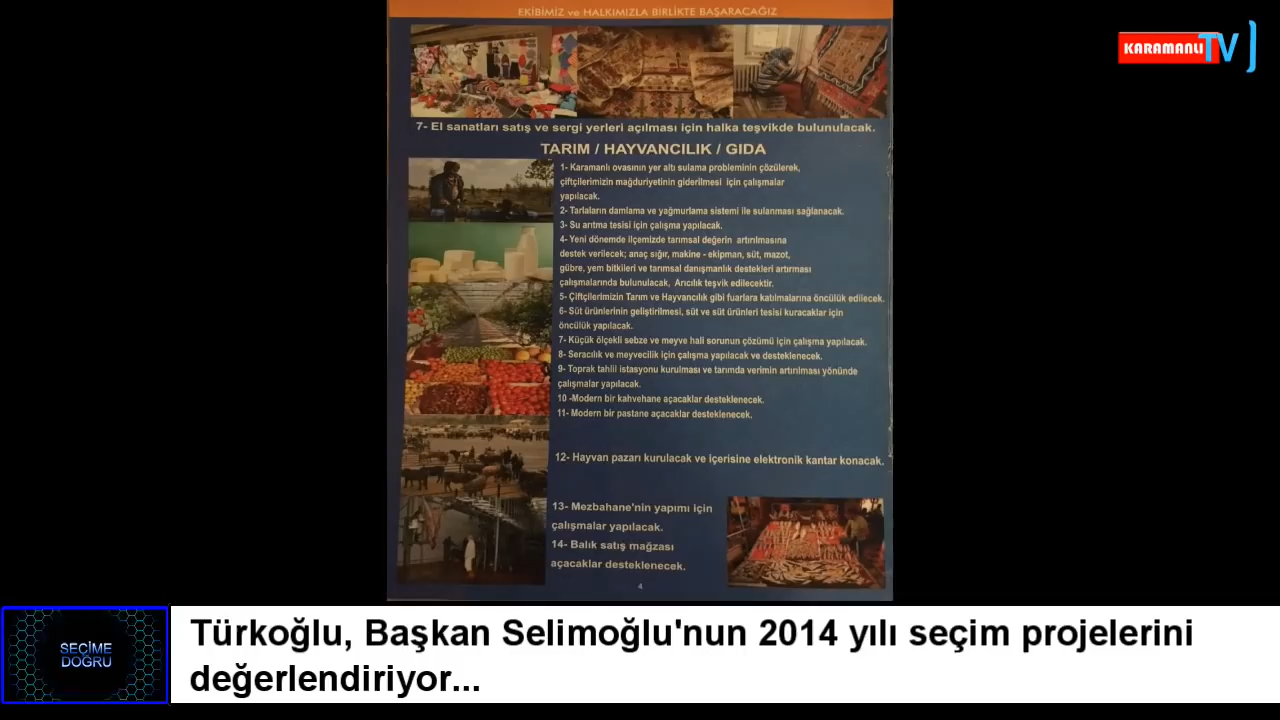 EKİBİMİZ ve HALKIMIZLA BİRLİKTE BAŞARACAĞIZ
KARAMANLI TV
7- El sanatları satış ve sergi yerleri açılması için halka teşvikde bulunulacak.
TARIM / HAYVANCILIK / GIDA
1- Karamanlı ovasının yer altı sulama probleminin çözülerek,
çiftçilerimizin mağduriyetinin giderilmesi için çalışmalar
yapılacak.
2- Tarlaların damlama ve yağmurlama sistemi ile sulanması sağlanacak.
3- Su arıtma tesisi için çalışma yapılacak.
4- Yeni dönemde ilçemizde tarımsal değerin artırılmasına
destek verilecek; anaç sığır, makine - ekipman, süt, mazot,
gübre, yem bitkileri ve tarımsal danışmanlık destekleri artırması
çalışmalarında bulunulacak, Arıcılık teşvik edilecektir.
5- Çiftçilerimizin Tarım ve Hayvancılık gibi fuarlara katılmalarına öncülük edilecek.
6- Süt ürünlerinin geliştirilmesi, süt ve süt ürünleri tesisi kuracaklar için
öncülük yapılacak.
7- Küçük ölçekli sebze ve meyve hali sorunun çözümü için çalışma yapılacak.
8- Seracılık ve meyvecilik için çalışma yapılacak ve desteklenecek.
9- Toprak tahlil istasyonu kurulması ve tarımda verimin artırılması yönünde
çalışmalar yapılacak.
10 -Modern bir kahvehane açacaklar desteklenecek.
11- Modern bir pastane açacaklar desteklenecek.
12- Hayvan pazarı kurulacak ve içerisine elektronik kantar konacak.
13- Mezbahane'nin yapımı için
çalışmalar yapılacak.
14- Balık satış mağzası
açacaklar desteklenecek.
4
SEÇİME
DOĞRU
Türkoğlu, Başkan Selimoğlu'nun 2014 yılı seçim projelerini
değerlendiriyor...